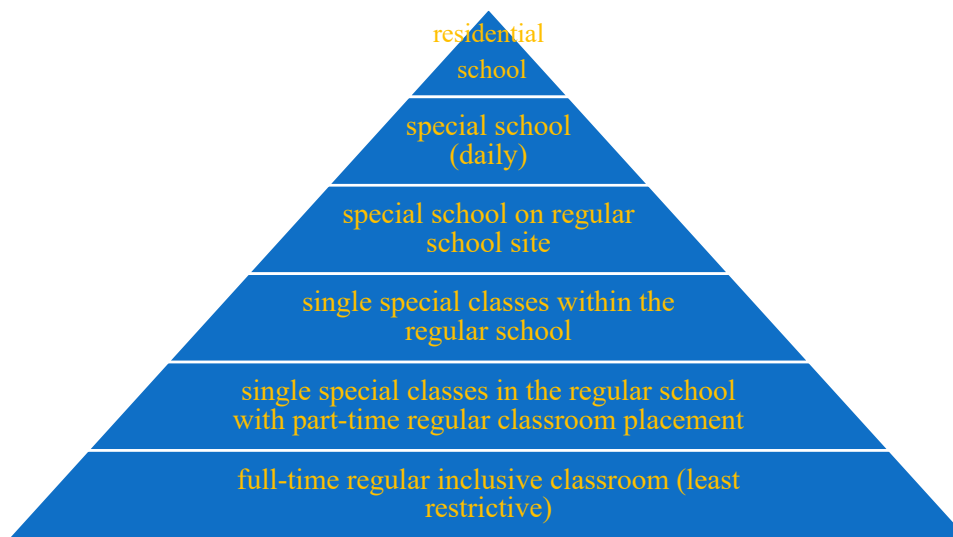 residential
school
special school
(daily)
special school on regular
school site
single special classes within the
regular school
single special classes in the regular school
with part-time regular classroom placement
full-time regular inclusive classroom (least
restrictive)